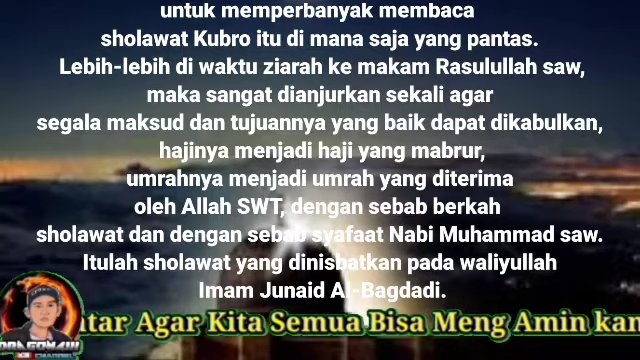 untuk memperbanyak membaca
sholawat Kubro itu di mana saja yang pantas.
Lebih-lebih di waktu ziarah ke makam Rasulullah saw,
maka sangat dianjurkan sekali agar
segala maksud dan tujuannya yang baik dapat dikabulkan,
hajinya menjadi haji yang mabrur,
umrahnya menjadi umrah yang diterima
oleh Allah SWT, dengan sebab berkah
sholawat dan dengan sebab syafaat Nabi Muhammad saw.
Itulah sholawat yang dinisbatkan pada waliyullah
Imam Junaid Al-Bagdadi.
ntar Agar Kita Semua Bisa Meng Amin kan
CHANNEL